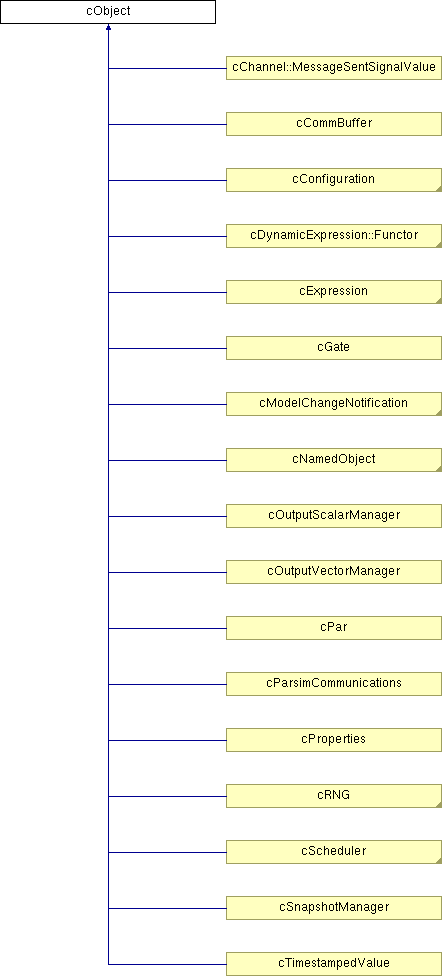 cObject
cChannel::MessageSentSignalValue
cCommBuffer
cConfiguration
cDynamicExpression::Functor
cExpression
cGate
cModelChangeNotification
cNamedObject
cOutputScalarManager
cOutputVectorManager
cPar
cParsimCommunications
cProperties
cRNG
cScheduler
cSnapshotManager
cTimestampedValue